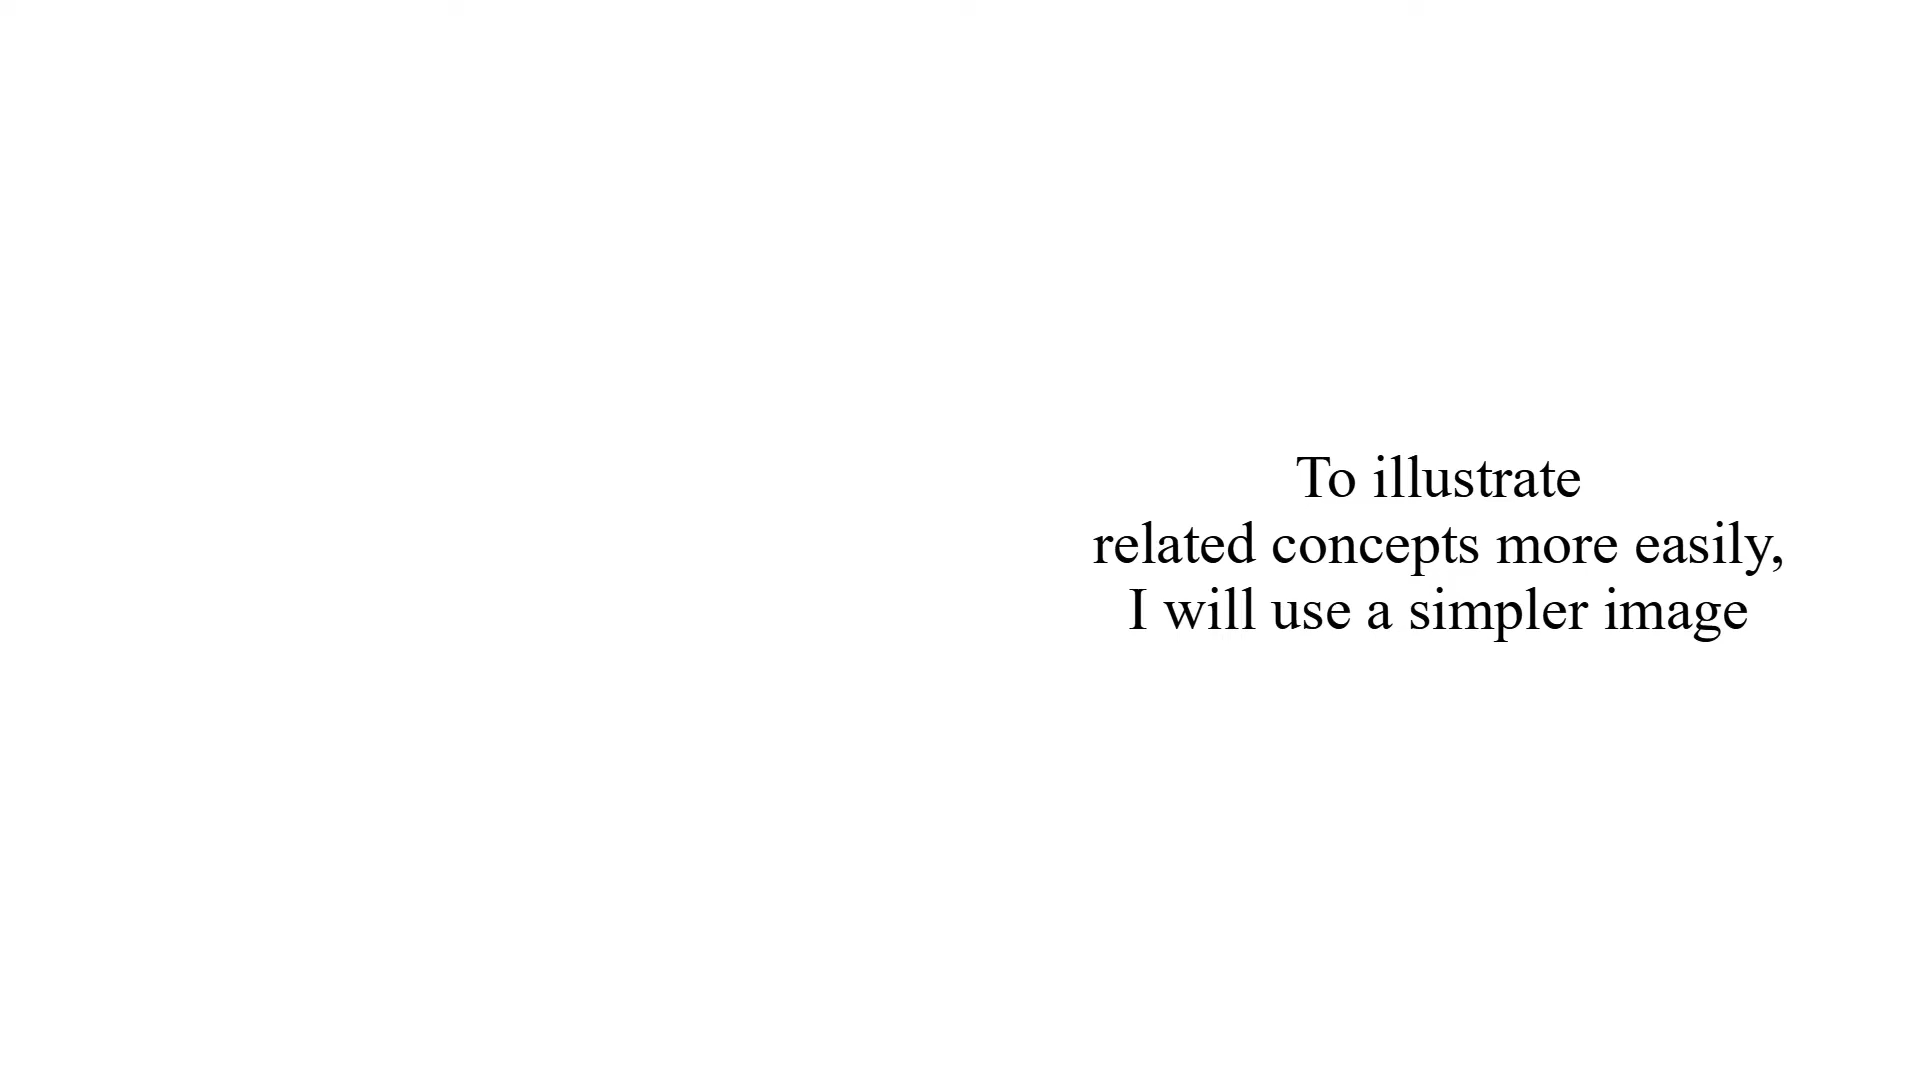 To illustrate
related concepts more easily,
I will use a simpler image